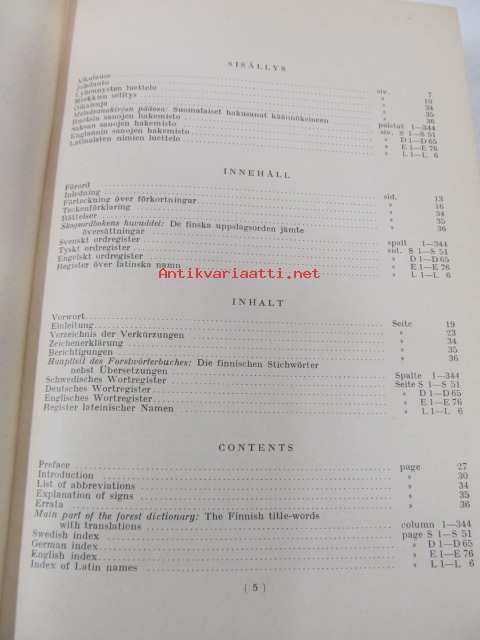 SISÄLLYS
Alkulause siv. 7
Johdanto » 10
Lyhennysten luettelo » 34
Merkkien selitys » 35
Oikaisuja » 36
Metsäsanakirjan pääosa: Suomalaiset hakusanat käännöksineen palstat 1—344
Ruotsin sanojen hakemisto siv. S 1—S 51
Saksan sanojen hakemisto » D 1—D 65
Englannin sanojen hakemisto » E 1—E 76
Latinaisten nimien luettelo » L 1—L 6
INNEHÅLL
Förord sid. 13
Inledning » 16
Förteckning över förkortningar » 34
Teckenförklaring » 35
Rättelser » 36
Skogsordbokens huvuddel: De finska uppslagsorden jämte
översättningar spalt 1—344
Svenskt ordregister sid. S 1—S 51
Tyskt ordregister » D 1—D 65
Engelskt ordregister » E 1—E 76
Register över latinska namn » L 1—L 6
Antikvariaatti.net
INHALT
Vorwort Seite 19
Einleitung » 23
Verzeichnis der Verkürzungen » 34
Zeichenerklärung » 35
Berichtigungen » 36
Hauptteil des Forstwörterbuches: Die finnischen Stichwörter
nebst Übersetzungen Spalte 1—344
Schwedisches Wortregister Seite S 1—S 51
Deutsches Wortregister » D 1—D 65
Englisches Wortregister » E 1—E 76
Register lateinischer Namen » L 1—L 6
CONTENTS
Preface page 27
Introduction » 30
List of abbreviations » 34
Explanation of signs » 35
Errata » 36
Main part of the forest dictionary: The Finnish title-words
with translations column 1—344
Swedish index page S 1—S 51
German index » D 1—D 65
English index » E 1—E 76
Index of Latin names » L 1—L 6
( 5 )